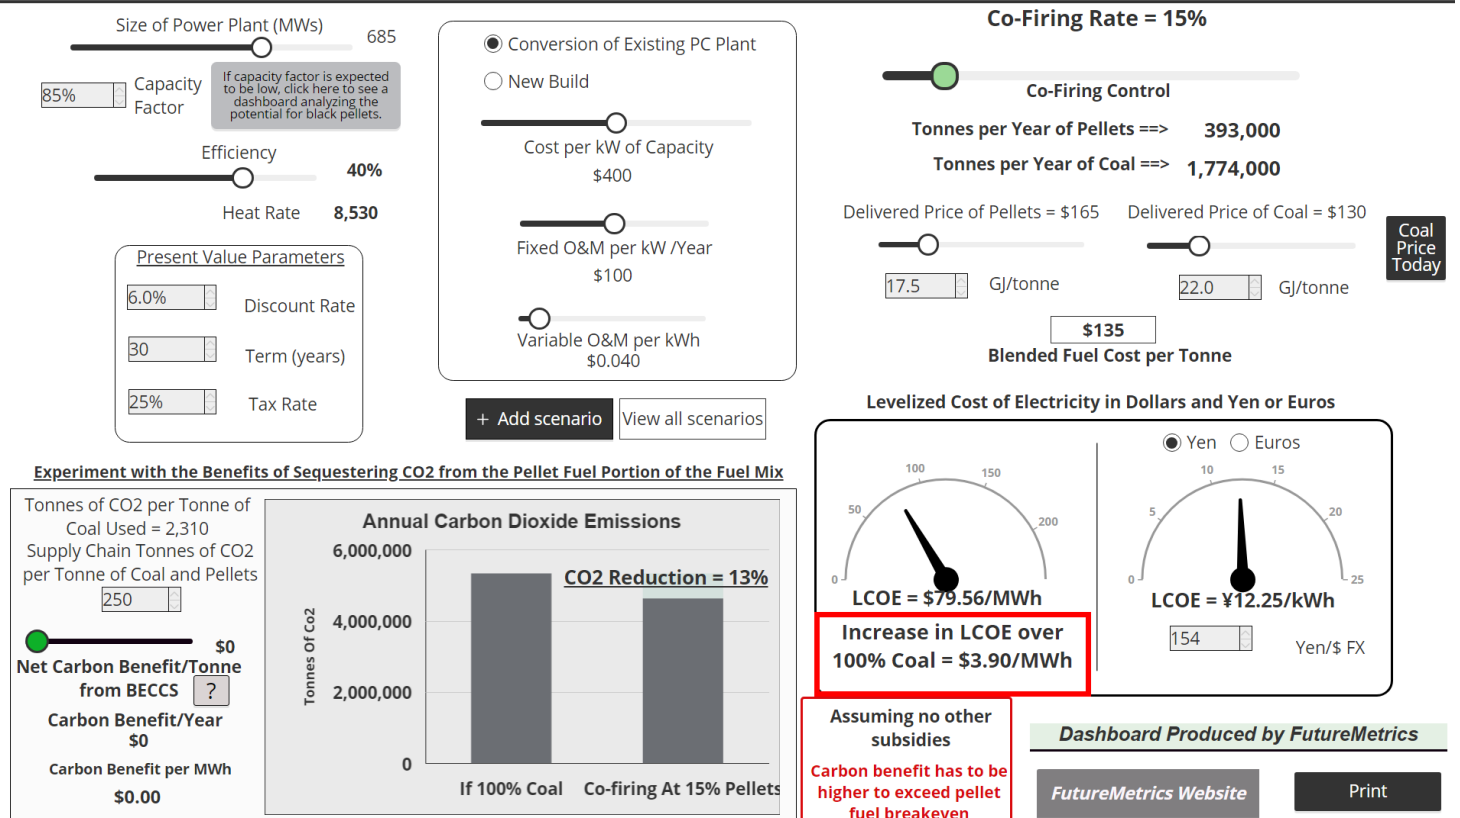 Size of Power Plant (MWs)
685
85%
Capacity
Factor
If capacity factor is expected
to be low, click here to see a
dashboard analyzing the
potential for black pellets.
Efficiency
40%
Heat Rate
8,530
Present Value Parameters
6.0%
Discount Rate
30
Term (years)
25%
Tax Rate
Conversion of Existing PC Plant
New Build
Cost per kW of Capacity
$400
Fixed O&M per kW /Year
$100
Variable O&M per kWh
$0.040
+ Add scenario
View all scenarios
Co-Firing Rate = 15%
Co-Firing Control
Tonnes per Year of Pellets ==> 393,000
Tonnes per Year of Coal ==> 1,774,000
Delivered Price of Pellets = $165
Delivered Price of Coal = $130
17.5
GJ/tonne
22.0
GJ/tonne
Coal
Price
Today
$135
Blended Fuel Cost per Tonne
Levelized Cost of Electricity in Dollars and Yen or Euros
Yen
Euros
0
50
100
150
200
LCOE = $79.56/MWh
Increase in LCOE over
100% Coal = $3.90/MWh
0
5
10
15
20
25
LCOE = ¥12.25/kWh
154
Yen/$ FX
Experiment with the Benefits of Sequestering CO2 from the Pellet Fuel Portion of the Fuel Mix
Tonnes of CO2 per Tonne of
Coal Used = 2,310
Supply Chain Tonnes of CO2
per Tonne of Coal and Pellets
250
$0
Net Carbon Benefit/Tonne
from BECCS
?
Carbon Benefit/Year
$0
Carbon Benefit per MWh
$0.00
Annual Carbon Dioxide Emissions
Tonnes Of Co2
6,000,000
4,000,000
2,000,000
0
CO2 Reduction = 13%
If 100% Coal
Co-firing At 15% Pellets
Assuming no other
subsidies
Carbon benefit has to be
higher to exceed pellet
fuel breakeven
Dashboard Produced by FutureMetrics
FutureMetrics Website
Print